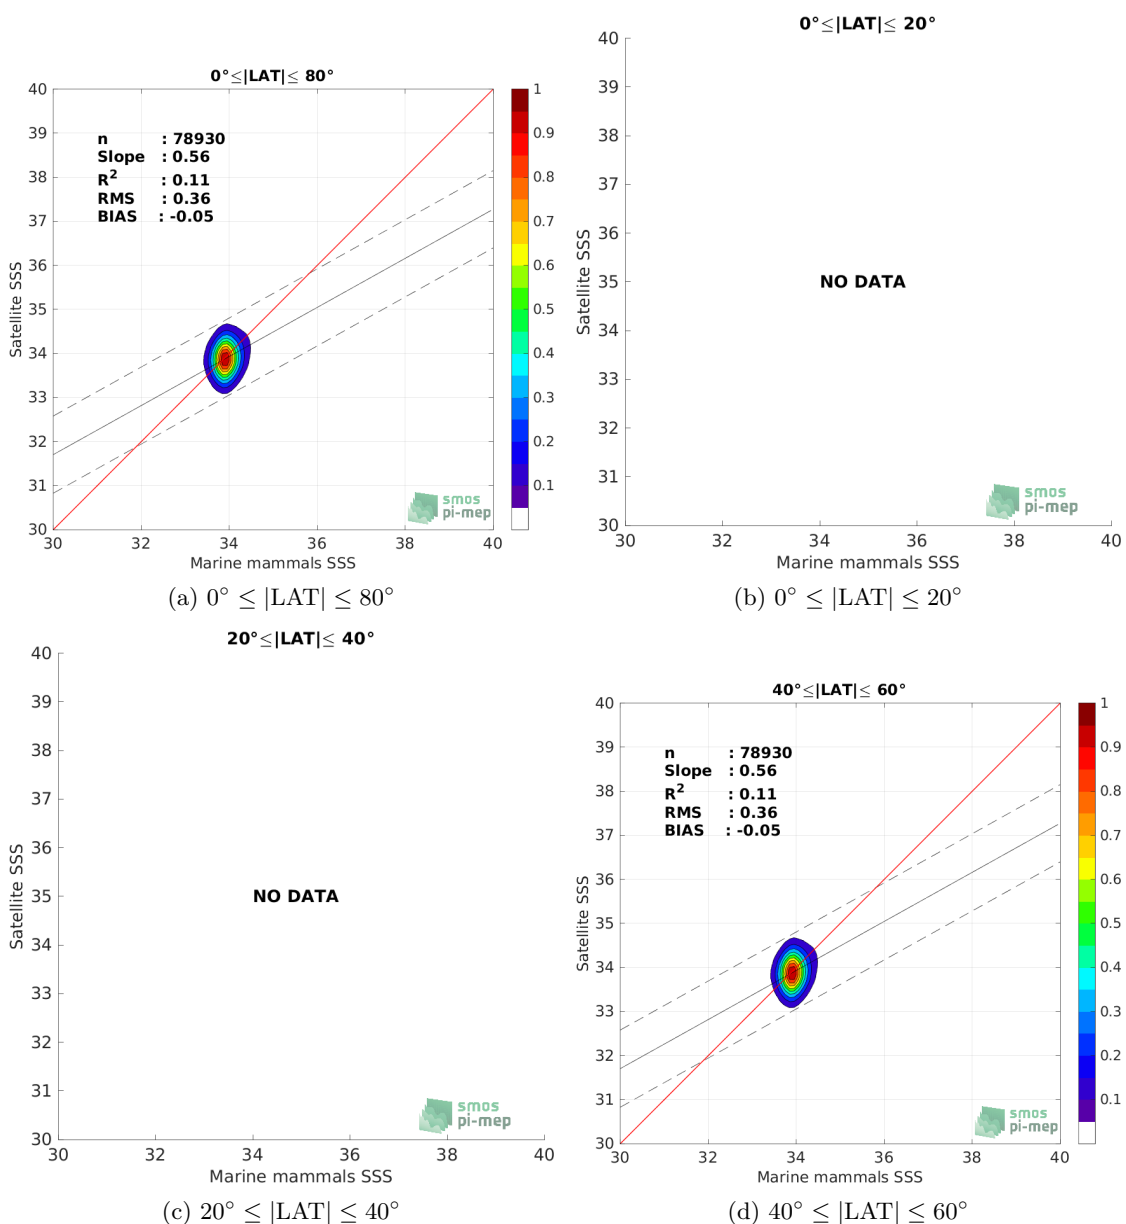 0°≤|LAT|≤ 80°
40
39
38
37
36
35
34
33
32
31
30
Satellite SSS
n : 78930
Slope : 0.56
R² : 0.11
RMS : 0.36
BIAS : -0.05
1
0.9
0.8
0.7
0.6
0.5
0.4
0.3
0.2
0.1
smos
pi-mep
30 32 34 36 38 40
Marine mammals SSS
(a) 0° ≤ |LAT| ≤ 80°
0°≤|LAT|≤ 20°
40
39
38
37
36
35
34
33
32
31
30
Satellite SSS
NO DATA
smos
pi-mep
30 32 34 36 38 40
Marine mammals SSS
(b) 0° ≤ |LAT| ≤ 20°
20°≤|LAT|≤ 40°
40
39
38
37
36
35
34
33
32
31
30
Satellite SSS
NO DATA
smos
pi-mep
30 32 34 36 38 40
Marine mammals SSS
(c) 20° ≤ |LAT| ≤ 40°
40°≤|LAT|≤ 60°
40
39
38
37
36
35
34
33
32
31
30
Satellite SSS
n : 78930
Slope : 0.56
R² : 0.11
RMS : 0.36
BIAS : -0.05
1
0.9
0.8
0.7
0.6
0.5
0.4
0.3
0.2
0.1
smos
pi-mep
30 32 34 36 38 40
Marine mammals SSS
(d) 40° ≤ |LAT| ≤ 60°